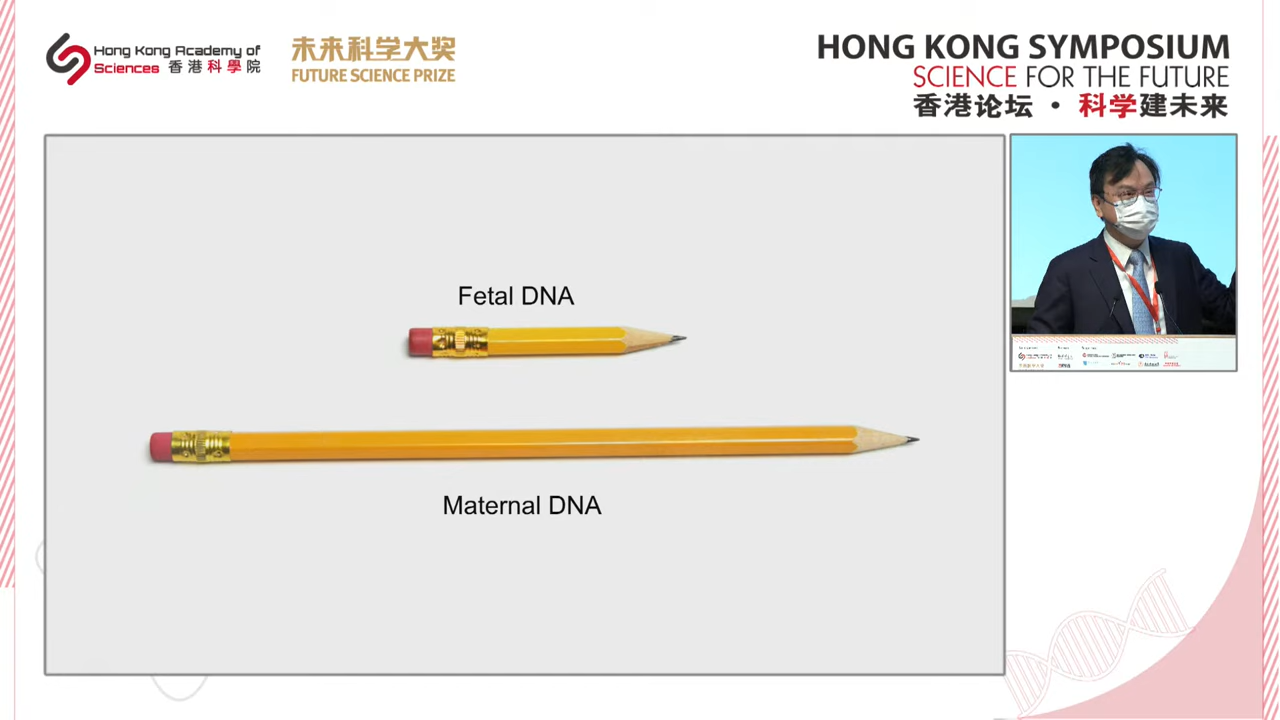 Hong Kong Academy of
Sciences 香港科學院
未来科学大奖
FUTURE SCIENCE PRIZE
HONG KONG SYMPOSIUM
SCIENCE FOR THE FUTURE
香港论坛 · 科学建未来
Fetal DNA
Maternal DNA